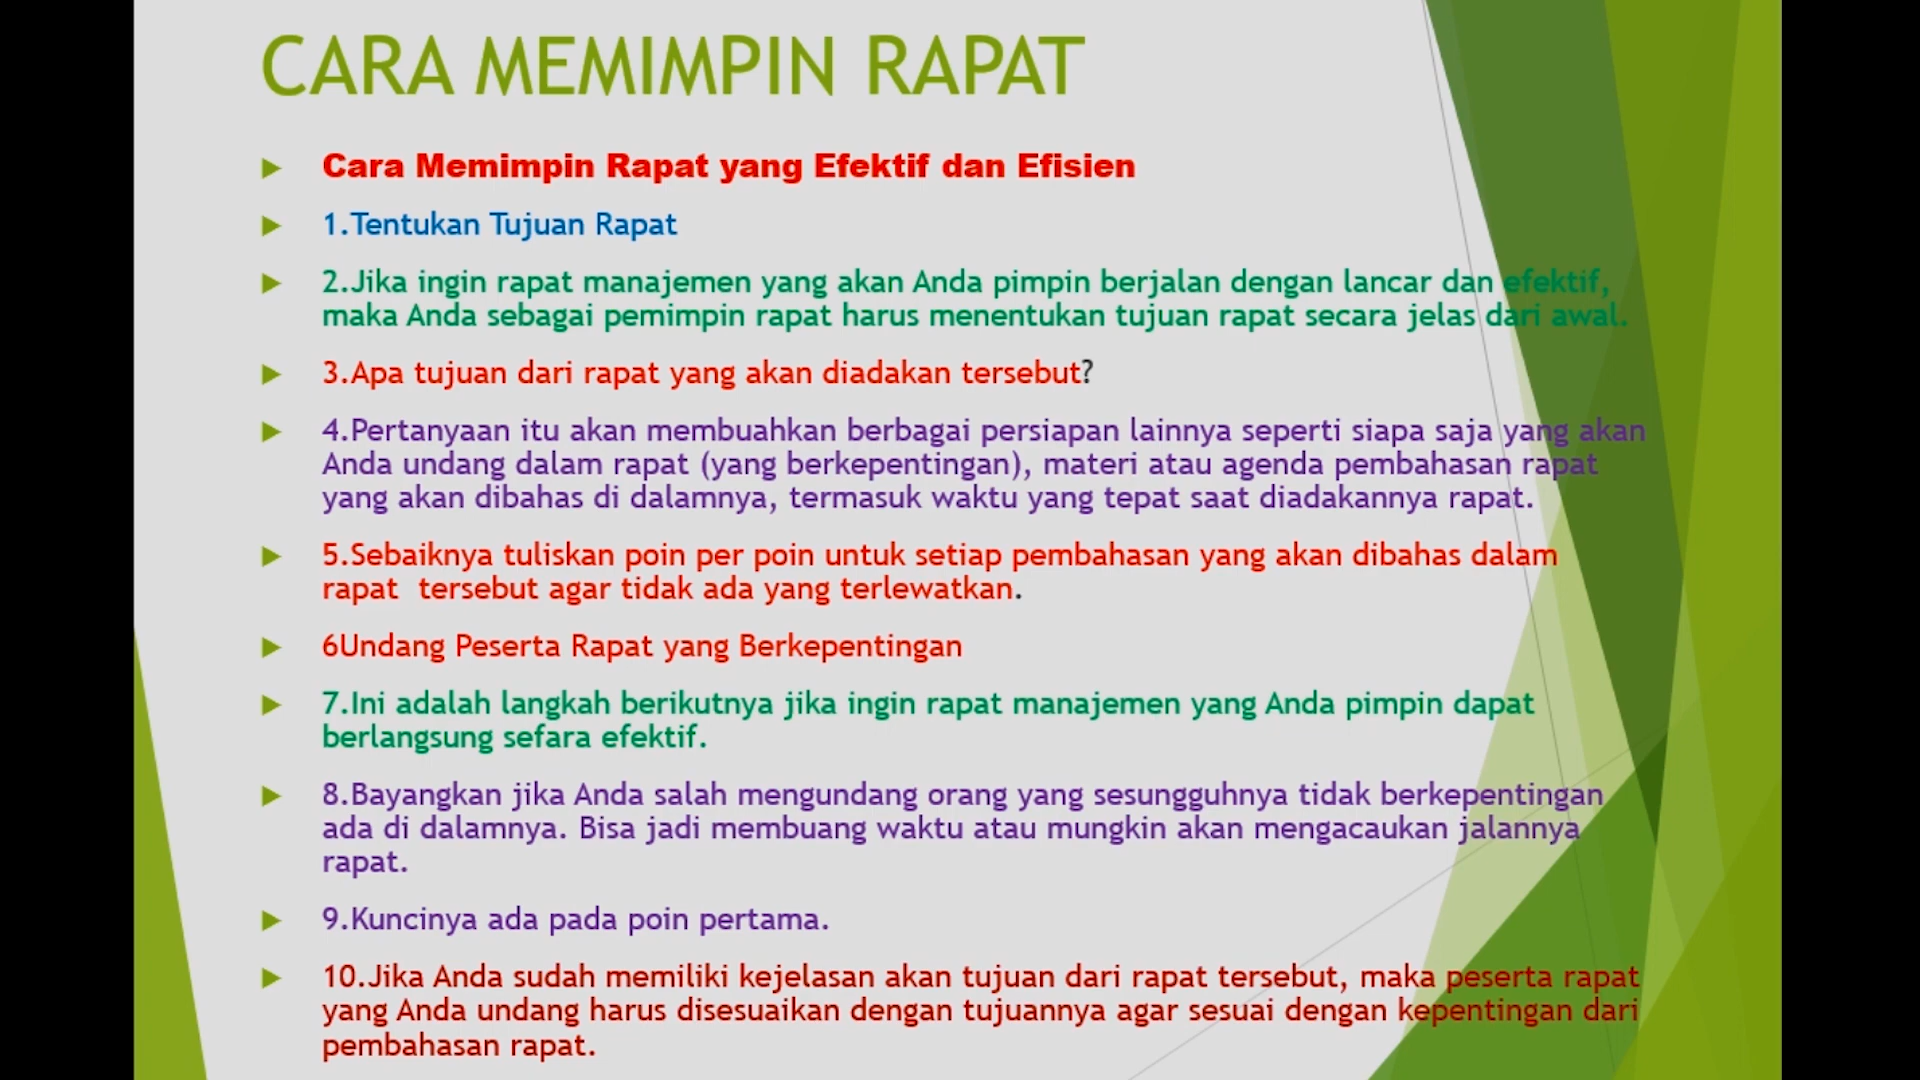 CARA MEMIMPIN RAPAT
Cara Memimpin Rapat yang Efektif dan Efisien
1.Tentukan Tujuan Rapat
2.Jika ingin rapat manajemen yang akan Anda pimpin berjalan dengan lancar dan efektif,
maka Anda sebagai pemimpin rapat harus menentukan tujuan rapat secara jelas dari awal.
3.Apa tujuan dari rapat yang akan diadakan tersebut?
4.Pertanyaan itu akan membuahkan berbagai persiapan lainnya seperti siapa saja yang akan
Anda undang dalam rapat (yang berkepentingan), materi atau agenda pembahasan rapat
yang akan dibahas di dalamnya, termasuk waktu yang tepat saat diadakannya rapat.
5.Sebaiknya tuliskan poin per poin untuk setiap pembahasan yang akan dibahas dalam
rapat  tersebut agar tidak ada yang terlewatkan.
6Undang Peserta Rapat yang Berkepentingan
7.Ini adalah langkah berikutnya jika ingin rapat manajemen yang Anda pimpin dapat
berlangsung sefara efektif.
8.Bayangkan jika Anda salah mengundang orang yang sesungguhnya tidak berkepentingan
ada di dalamnya. Bisa jadi membuang waktu atau mungkin akan mengacaukan jalannya
rapat.
9.Kuncinya ada pada poin pertama.
10.Jika Anda sudah memiliki kejelasan akan tujuan dari rapat tersebut, maka peserta rapat
yang Anda undang harus disesuaikan dengan tujuannya agar sesuai dengan kepentingan dari
pembahasan rapat.